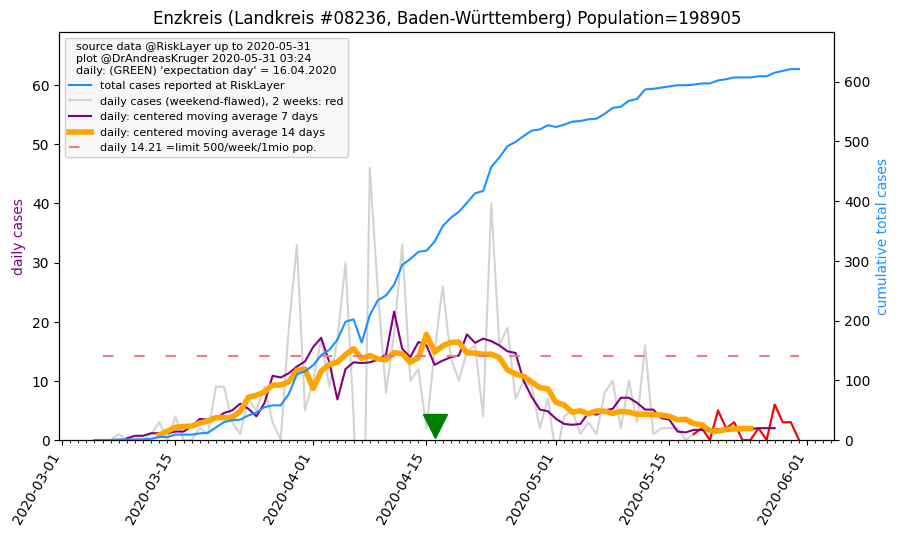 Enzkreis (Landkreis #08236, Baden-Württemberg) Population=198905
source data @RiskLayer up to 2020-05-31
plot @DrAndreasKruger 2020-05-31 03:24
daily: (GREEN) 'expectation day' = 16.04.2020
total cases reported at RiskLayer
daily cases (weekend-flawed), 2 weeks: red
daily: centered moving average 7 days
daily: centered moving average 14 days
daily 14.21 =limit 500/week/1mio pop.
daily cases
60
50
40
30
20
10
0
600
500
400
300
200
100
0
cumulative total cases
2020-03-01
2020-03-15
2020-04-01
2020-04-15
2020-05-01
2020-05-15
2020-06-01